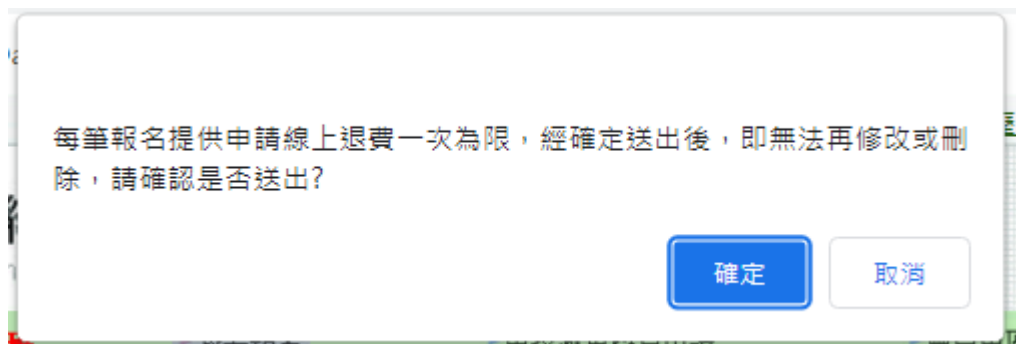 每筆報名提供申請線上退費一次為限，經確定送出後，即無法再修改或刪
除，請確認是否送出?
確定
取消